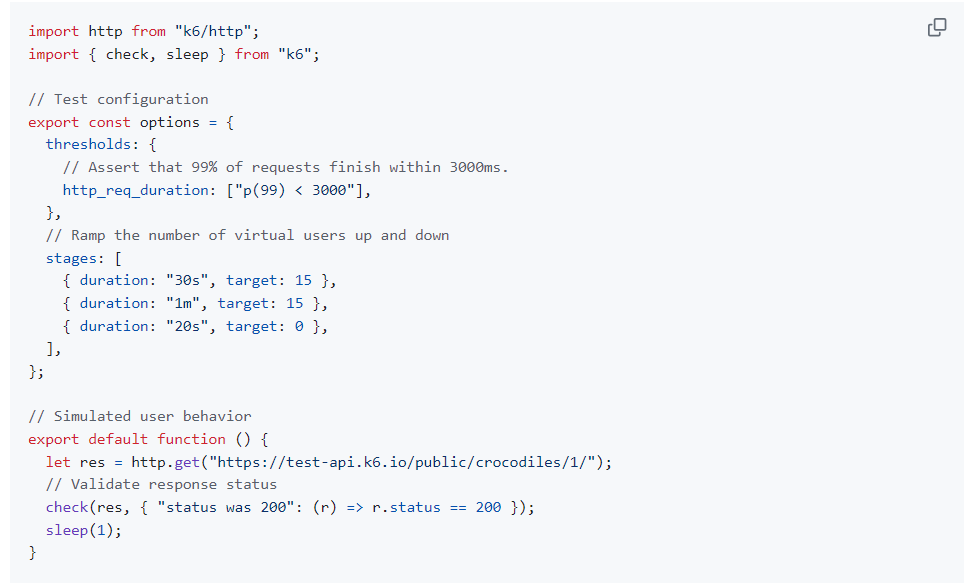 import http from "k6/http";
import { check, sleep } from "k6";

// Test configuration
export const options = {
  thresholds: {
    // Assert that 99% of requests finish within 3000ms.
    http_req_duration: ["p(99) < 3000"],
  },
  // Ramp the number of virtual users up and down
  stages: [
    { duration: "30s", target: 15 },
    { duration: "1m", target: 15 },
    { duration: "20s", target: 0 },
  ],
};

// Simulated user behavior
export default function () {
  let res = http.get("https://test-api.k6.io/public/crocodiles/1/");
  // Validate response status
  check(res, { "status was 200": (r) => r.status == 200 });
  sleep(1);
}